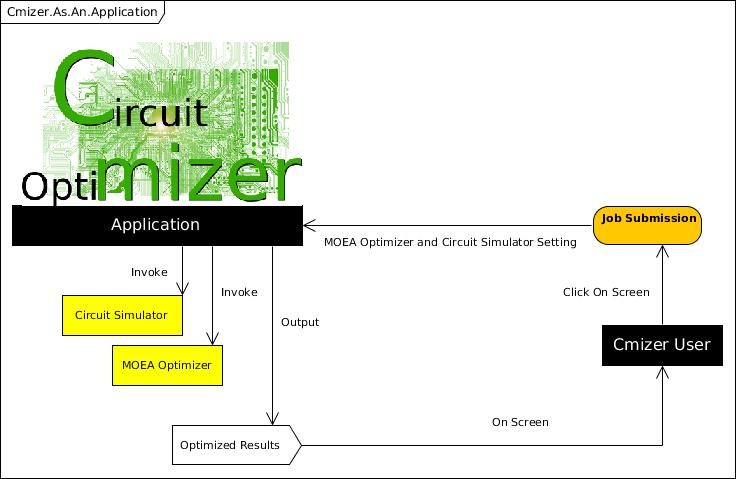 Cmizer.As.An.Application
Circuit
Optimizer
Application
Job Submission
MOEA Optimizer and Circuit Simulator Setting
Invoke
Invoke
Click On Screen
Circuit Simulator
Output
Cmizer User
MOEA Optimizer
On Screen
Optimized Results